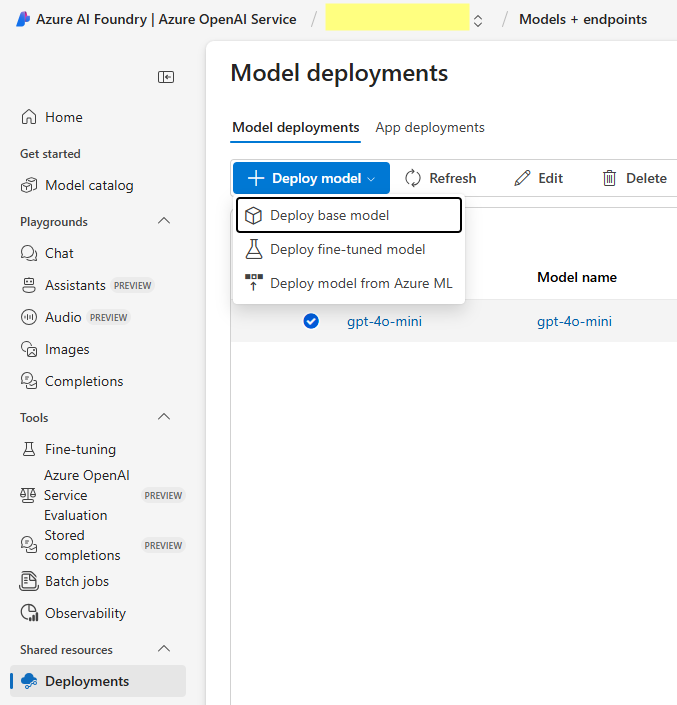 Azure AI Foundry | Azure OpenAI Service / / Models + endpoints
Home
Get started
Model catalog
Playgrounds
Chat
Assistants PREVIEW
Audio PREVIEW
Images
Completions
Tools
Fine-tuning
Azure OpenAI
Service PREVIEW
Evaluation
Stored
completions PREVIEW
Batch jobs
Observability
Shared resources
Deployments
Model deployments
Model deployments App deployments
Deploy model Refresh Edit Delete
Deploy base model
Deploy fine-tuned model
Deploy model from Azure ML
Model name
gpt-4o-mini gpt-4o-mini